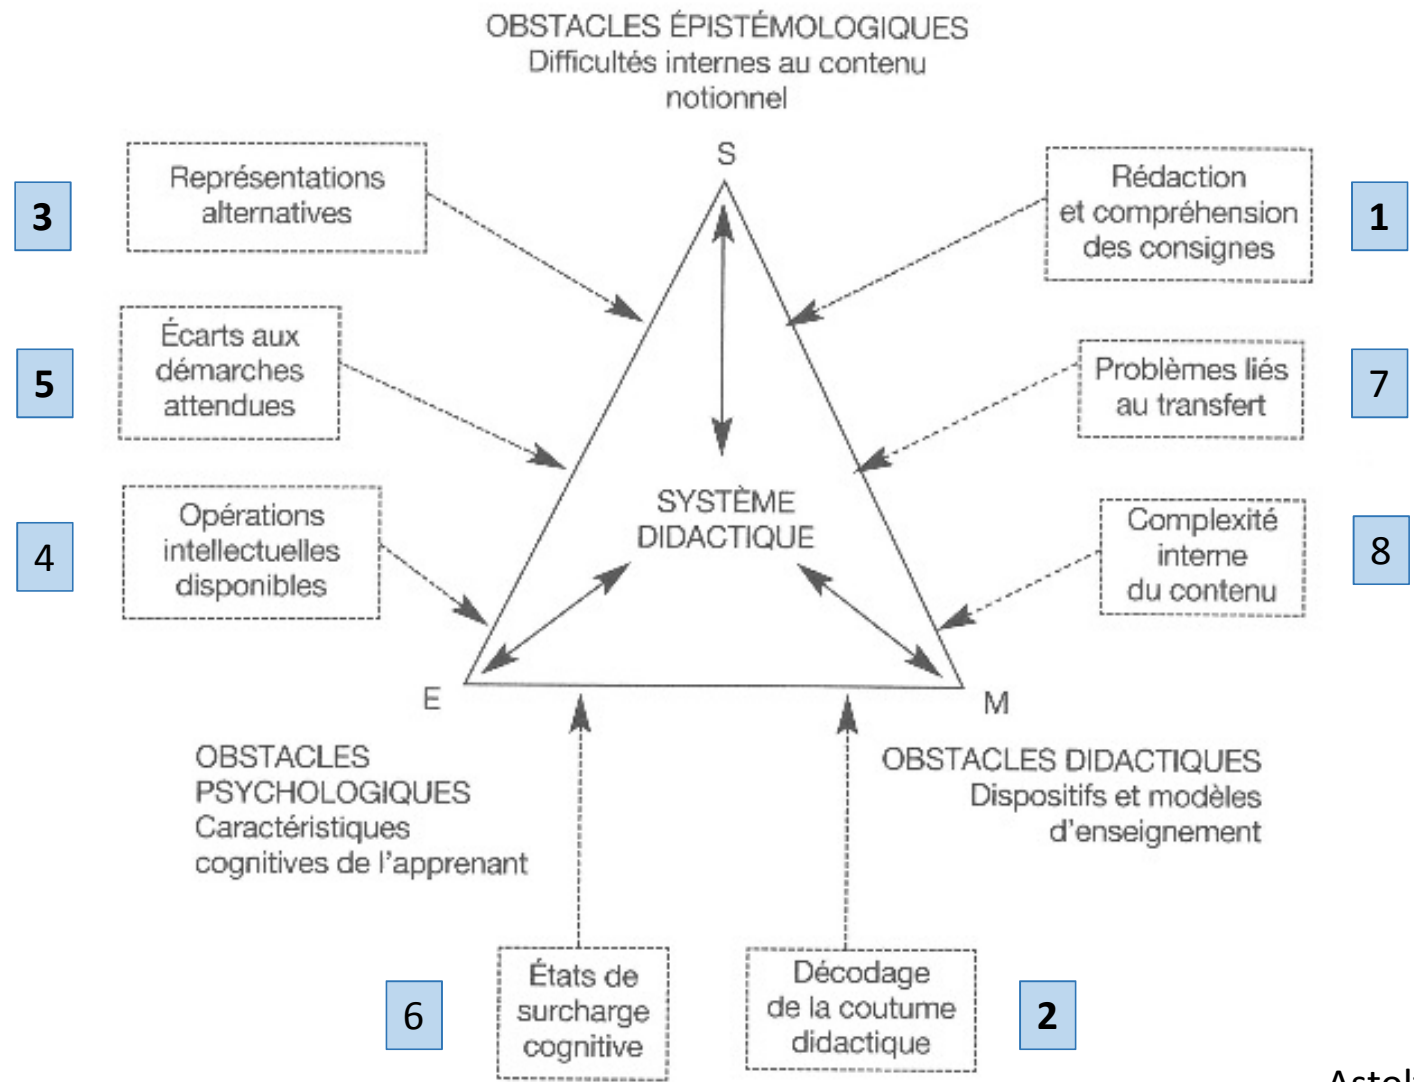 OBSTACLES ÉPISTÉMOLOGIQUES
Difficultés internes au contenu
notionnel
S
3
Représentations
alternatives
Rédaction
et compréhension
des consignes
1
5
Écarts aux
démarches
attendues
Problèmes liés
au transfert
7
4
Opérations
intellectuelles
disponibles
SYSTÈME
DIDACTIQUE
Complexité
interne
du contenu
8
E
M
OBSTACLES
PSYCHOLOGIQUES
Caractéristiques
cognitives de l'apprenant
OBSTACLES DIDACTIQUES
Dispositifs et modèles
d'enseignement
6
États de
surcharge
cognitive
Décodage
de la coutume
didactique
2